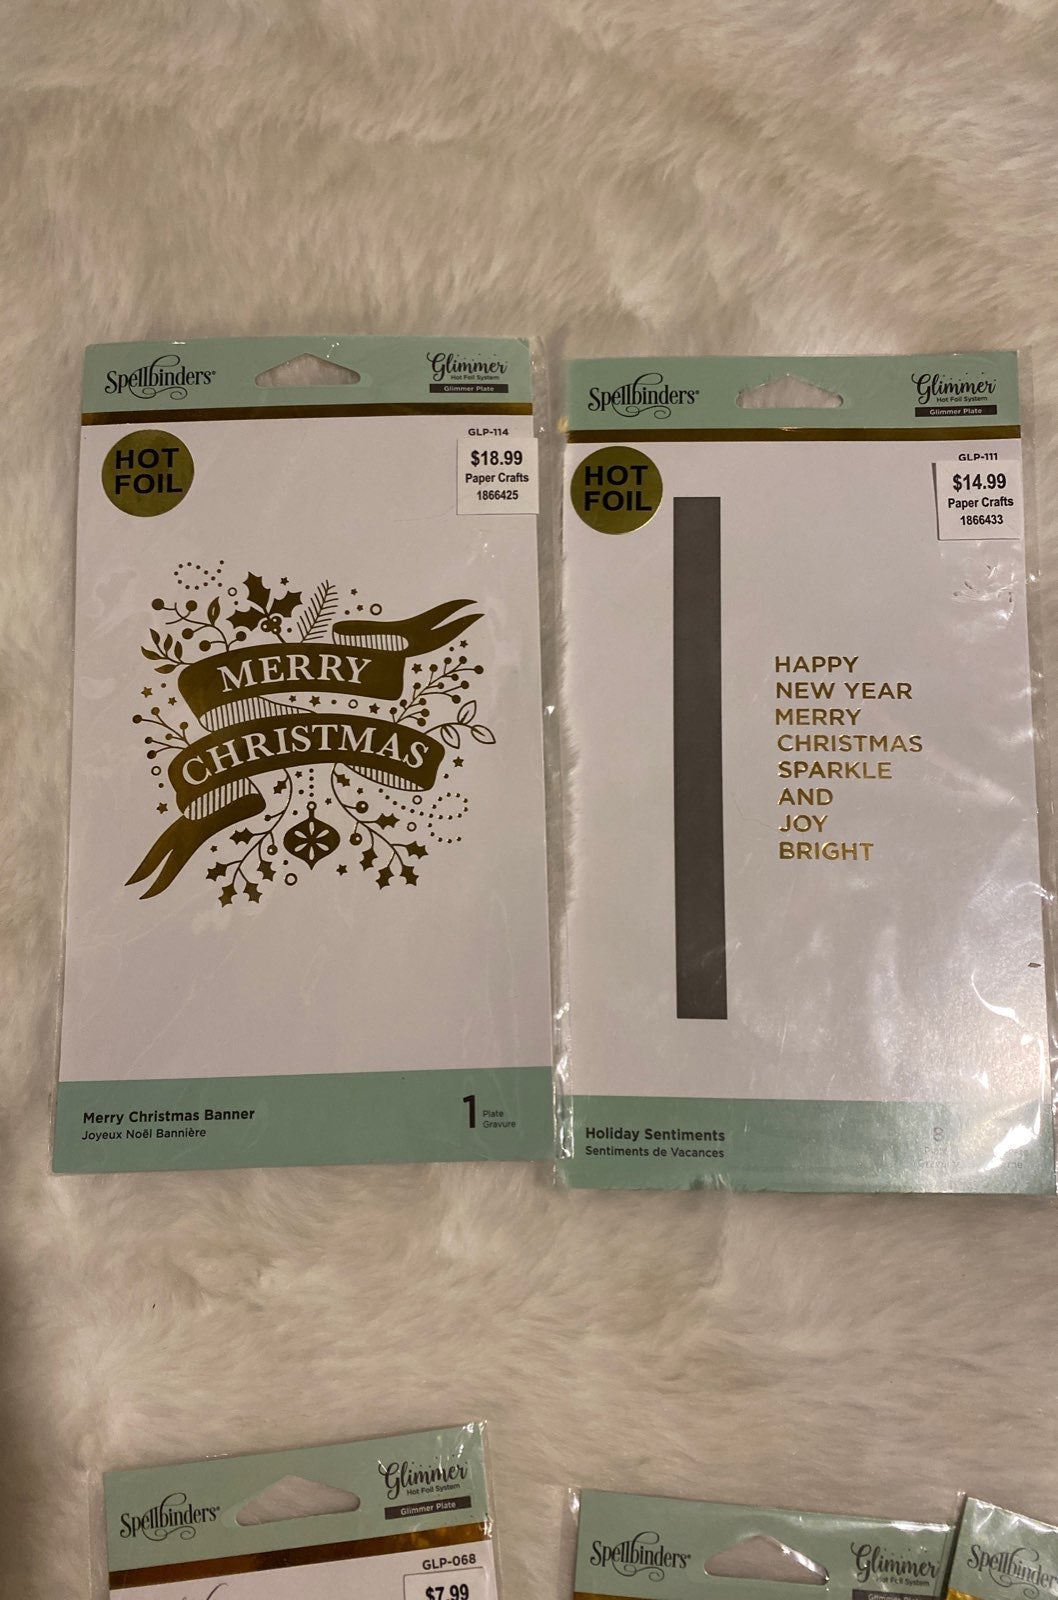 Spellbinders®
Glimmer
Hot Foil System
Glimmer Plate
GLP-114
HOT
FOIL
$18.99
Paper Crafts
1866425
MERRY
CHRISTMAS
Merry Christmas Banner
Joyeux Noël Bannière
1
Plate
Gravure
Spellbinders®
Glimmer
Hot Foil System
Glimmer Plate
GLP-111
HOT
FOIL
$14.99
Paper Crafts
1866433
HAPPY
NEW YEAR
MERRY
CHRISTMAS
SPARKLE
AND
JOY
BRIGHT
Holiday Sentiments
Sentiments de Vacances
8
Spellbinders®
Glimmer
Hot Foil System
Glimmer Plate
GLP-068
$7.99
Spellbinders®
Glimmer
Hot Foil System
Spellbinder